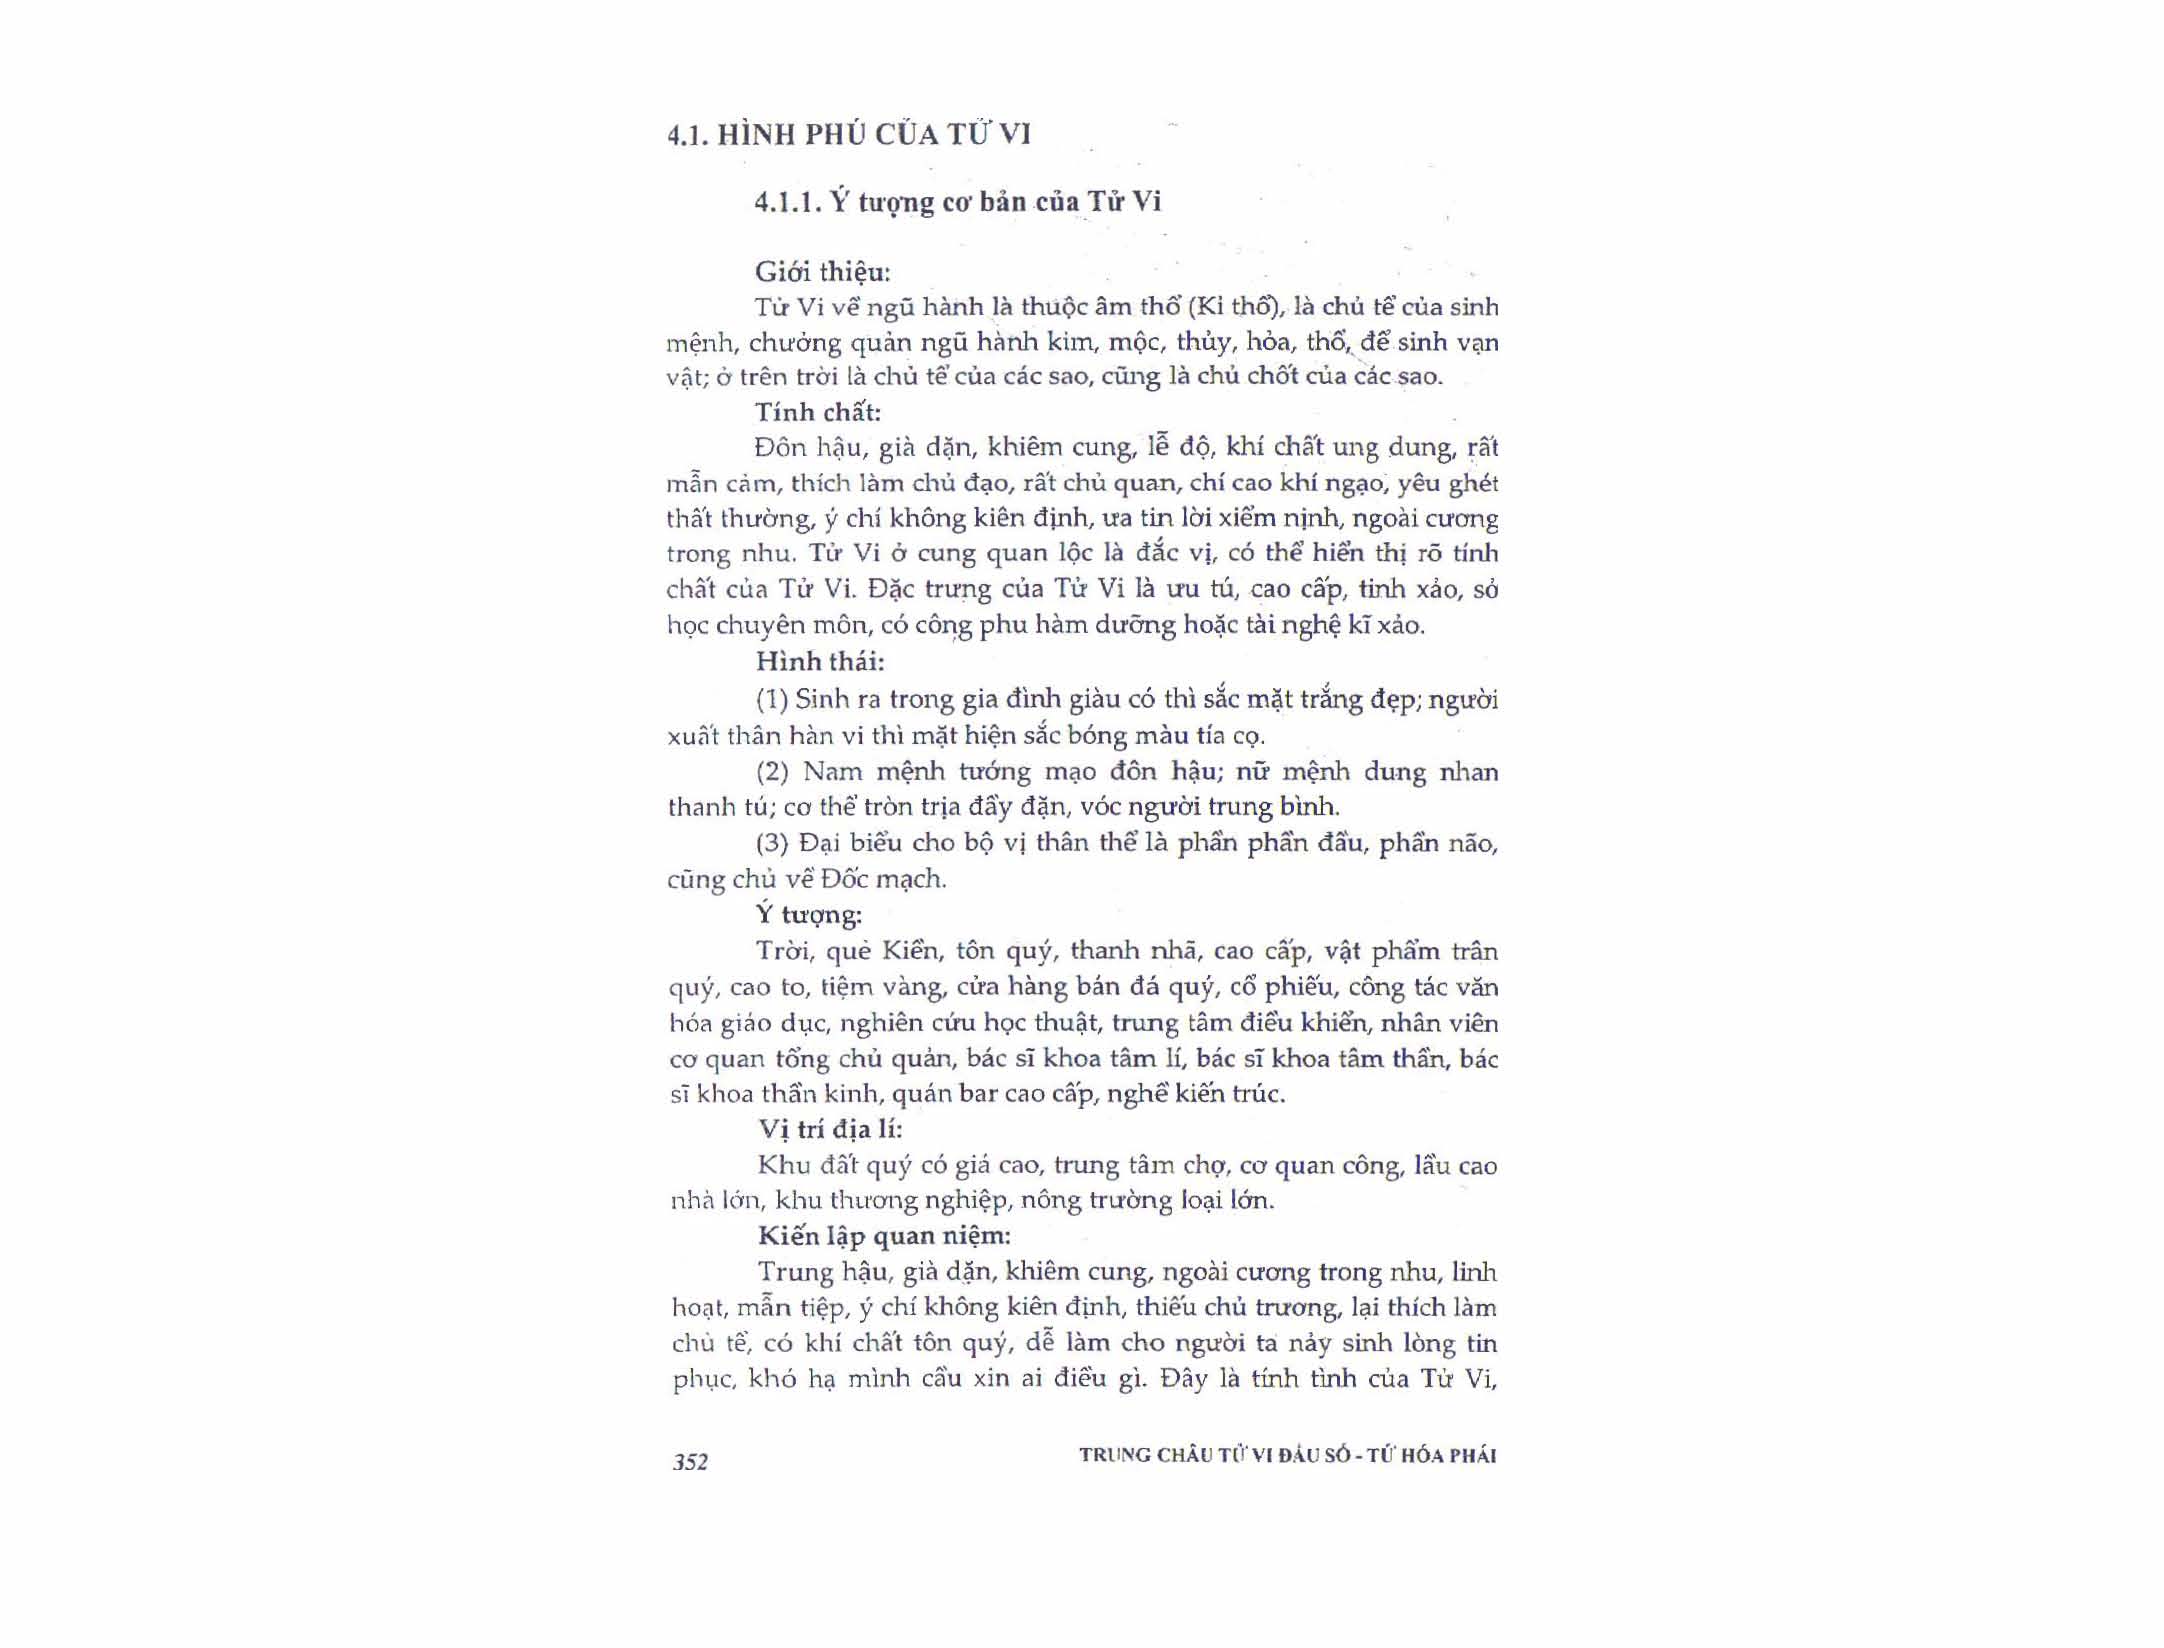 4.1. HÌNH PHÚ CỦA TỬ VI
4.1.1. Ý tượng cơ bản của Tử Vi
Giới thiệu:
Tử Vi về ngũ hành là thuộc âm thổ (Kỉ thổ), là chủ tể của sinh
mệnh, chưởng quản ngũ hành kim, mộc, thủy, hỏa, thổ, để sinh vạn
vật; ở trên trời là chủ tể của các sao, cũng là chủ chốt của các sao.
Tính chất:
Đôn hậu, già dặn, khiêm cung, lễ độ, khí chất ung dung, rất
mẫn cảm, thích làm chủ đạo, rất chủ quan, chí cao khí ngạo, yêu ghét
thất thường, ý chí không kiên định, ưa tin lời xiểm nịnh, ngoài cương
trong nhu. Tử Vi ở cung quan lộc là đắc vị, có thể hiển thị rõ tính
chất của Tử Vi. Đặc trưng của Tử Vi là ưu tú, cao cấp, tinh xảo, sở
học chuyên môn, có công phu hàm dưỡng hoặc tài nghệ kĩ xảo.
Hình thái:
(1) Sinh ra trong gia đình giàu có thì sắc mặt trắng đẹp; người
xuất thân hàn vi thì mặt hiện sắc bóng màu tía cọ.
(2) Nam mệnh tướng mạo đôn hậu; nữ mệnh dung nhan
thanh tú; cơ thể tròn trịa đầy đặn, vóc người trung bình.
(3) Đại biểu cho bộ vị thân thể là phần phần đầu, phần não,
cũng chủ về Đốc mạch.
Ý tượng:
Trời, quẻ Kiền, tôn quý, thanh nhã, cao cấp, vật phẩm trân
quý, cao to, tiệm vàng, cửa hàng bán đá quý, cổ phiếu, công tác văn
hóa giáo dục, nghiên cứu học thuật, trung tâm điều khiển, nhân viên
cơ quan tổng chủ quản, bác sĩ khoa tâm lí, bác sĩ khoa tâm thần, bác
sĩ khoa thần kinh, quán bar cao cấp, nghề kiến trúc.
Vị trí địa lí:
Khu đất quý có giá cao, trung tâm chợ, cơ quan công, lầu cao
nhà lớn, khu thương nghiệp, nông trường loại lớn.
Kiến lập quan niệm:
Trung hậu, già dặn, khiêm cung, ngoài cương trong nhu, linh
hoạt, mẫn tiệp, ý chí không kiên định, thiếu chủ trương, lại thích làm
chủ tể, có khí chất tôn quý, dễ làm cho người ta nảy sinh lòng tin
phục, khó hạ mình cầu xin ai điều gì. Đây là tính tình của Tử Vi,
352 TRUNG CHÂU TỬ VI ĐẨU SỐ - TỨ HÓA PHÁI